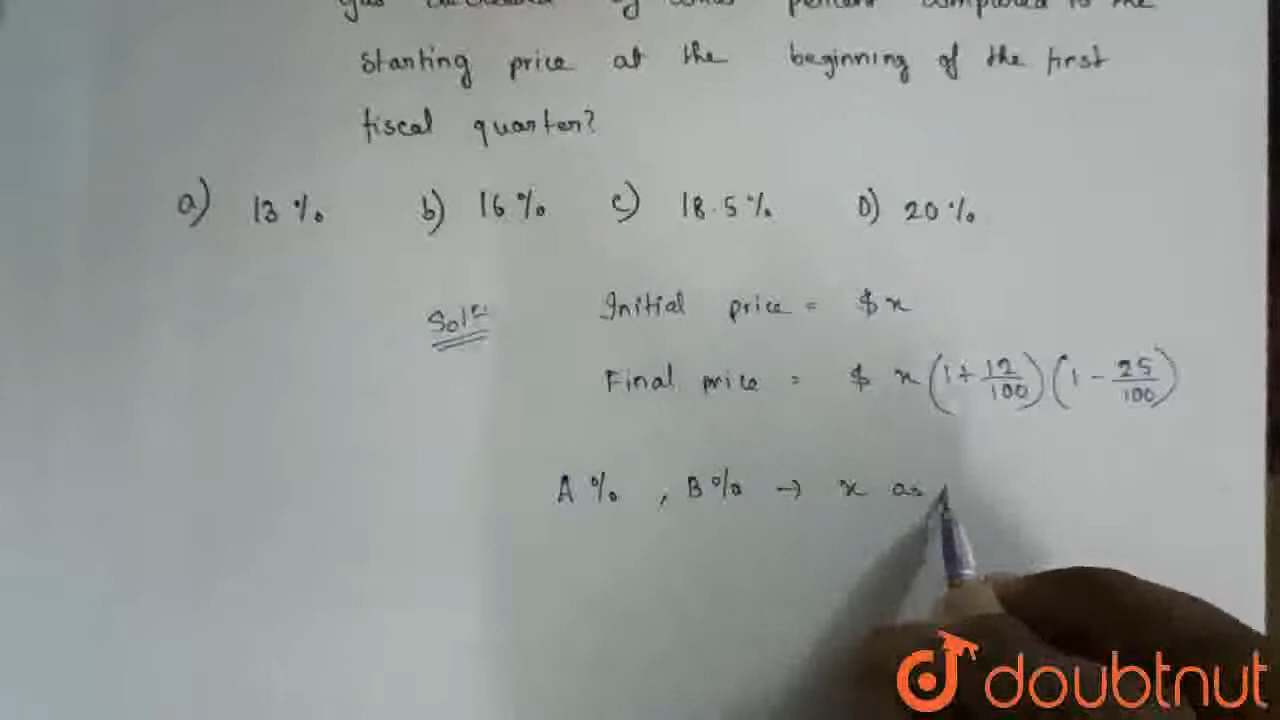 starting price at the beginning of the first
fiscal quarter?
a) 13 % b) 16 % c) 18.5 % D) 20 %
Solⁿ Initial price = $ x
Final price = $ x (1 + 12/100) (1 - 25/100)
A % , B % → x as
doubtnut